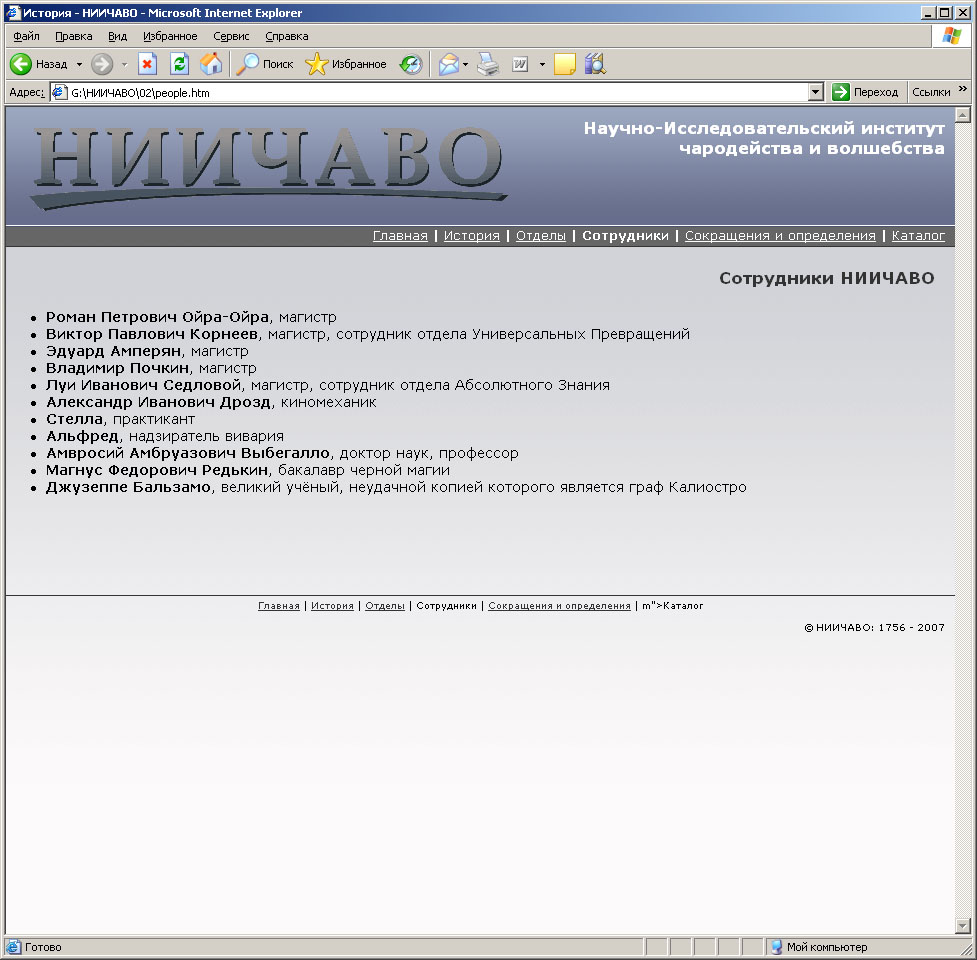 История - НИИЧАВО - Microsoft Internet Explorer
Файл Правка Вид Избранное Сервис Справка
Назад Поиск Избранное
Адрес: G:\НИИЧАВО\02\people.htm Переход Ссылки »
НИИЧАВО
Научно-Исследовательский институт
чародейства и волшебства
Главная | История | Отделы | Сотрудники | Сокращения и определения | Каталог
Сотрудники НИИЧАВО
• Роман Петрович Ойра-Ойра, магистр
• Виктор Павлович Корнеев, магистр, сотрудник отдела Универсальных Превращений
• Эдуард Амперян, магистр
• Владимир Почкин, магистр
• Луи Иванович Седловой, магистр, сотрудник отдела Абсолютного Знания
• Александр Иванович Дрозд, киномеханик
• Стелла, практикант
• Альфред, надзиратель вивария
• Амвросий Амбруазович Выбегалло, доктор наук, профессор
• Магнус Федорович Редькин, бакалавр черной магии
• Джузеппе Бальзамо, великий учёный, неудачной копией которого является граф Калиостро
Главная | История | Отделы | Сотрудники | Сокращения и определения | m">Каталог
© НИИЧАВО: 1756 - 2007
Готово Мой компьютер